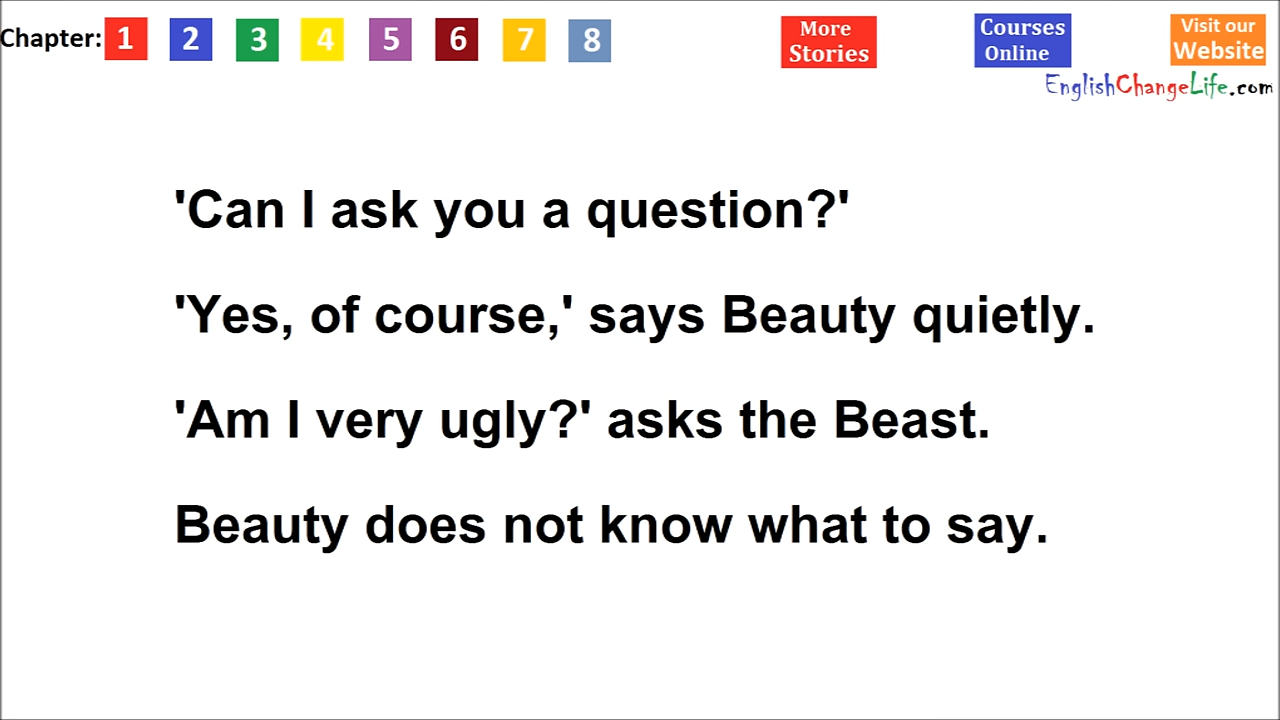 Chapter: 1 2 3 4 5 6 7 8
More
Stories
Courses
Online
Visit our
Website
EnglishChangeLife.com
'Can I ask you a question?'
'Yes, of course,' says Beauty quietly.
'Am I very ugly?' asks the Beast.
Beauty does not know what to say.